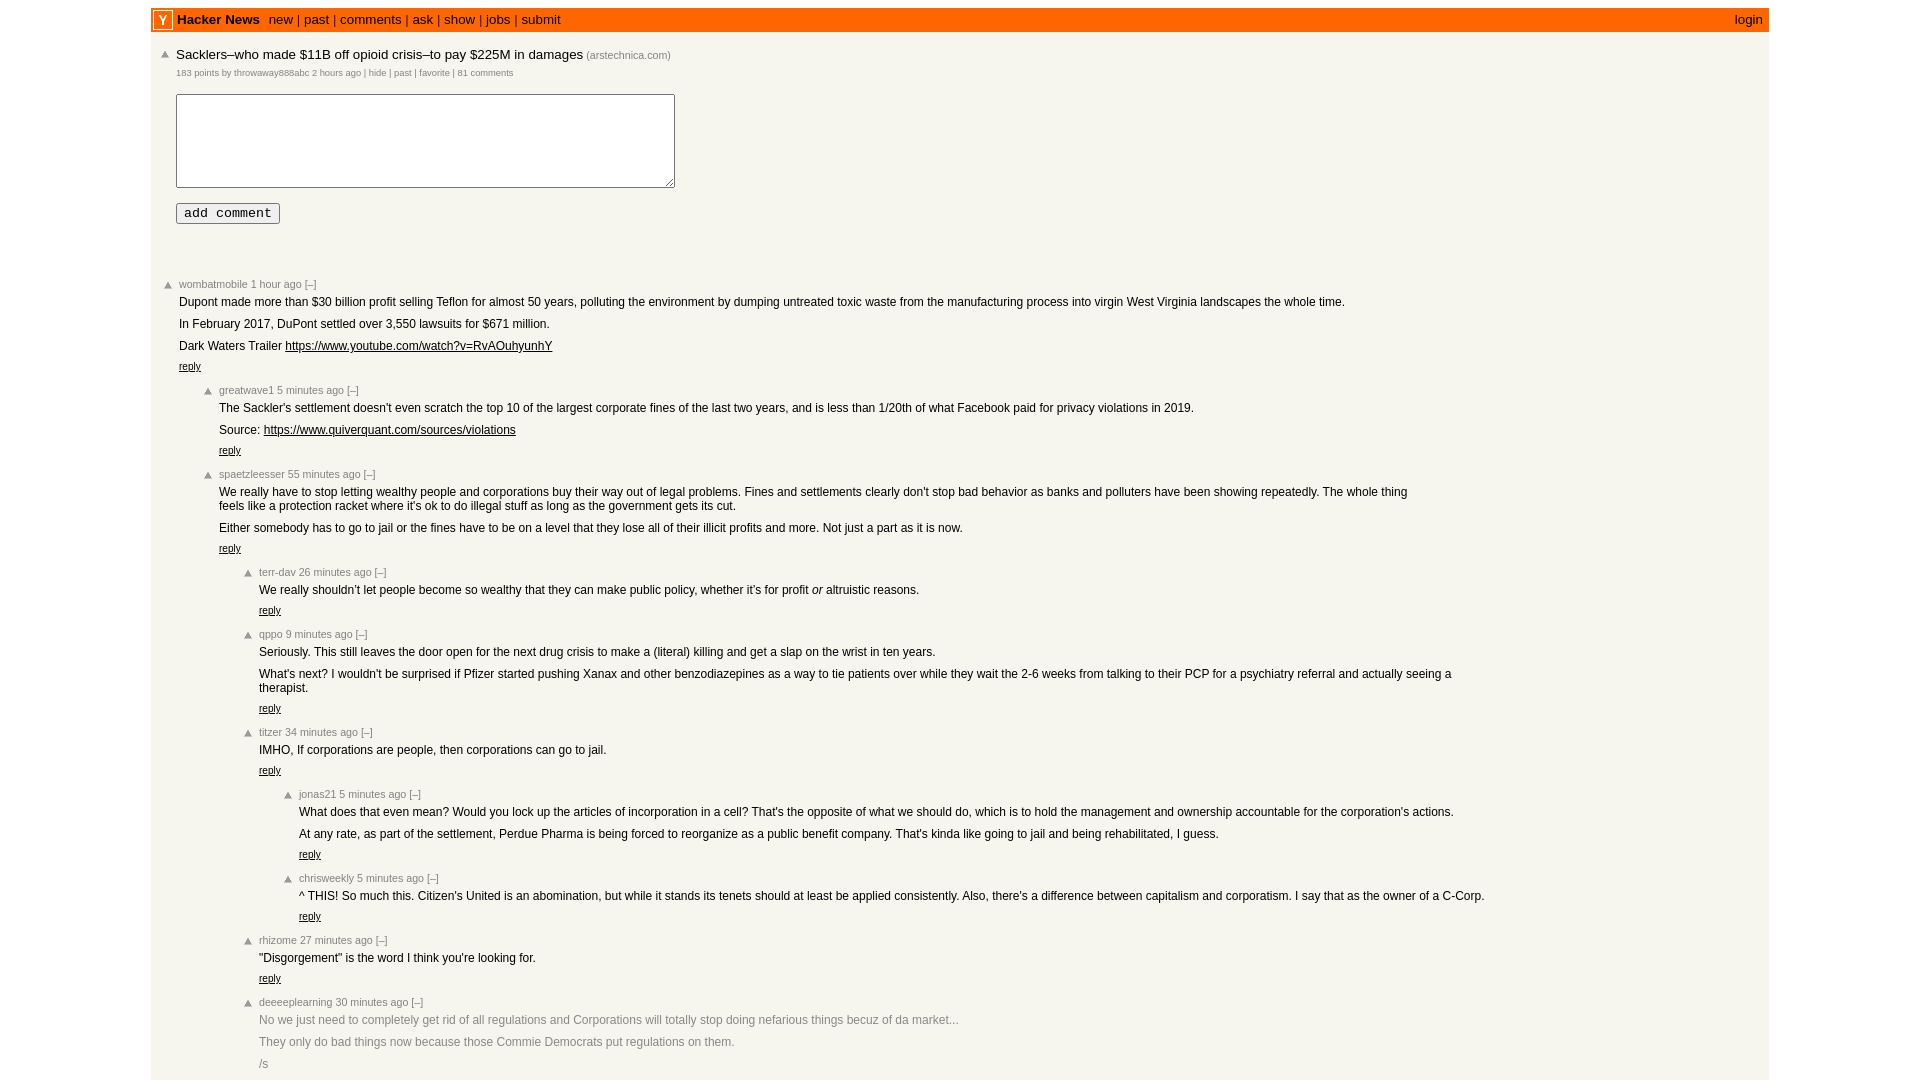 Y Hacker News new | past | comments | ask | show | jobs | submit login
Sacklers–who made $11B off opioid crisis–to pay $225M in damages (arstechnica.com)
183 points by throwaway888abc 2 hours ago | hide | past | favorite | 81 comments
add comment
wombatmobile 1 hour ago [–]
Dupont made more than $30 billion profit selling Teflon for almost 50 years, polluting the environment by dumping untreated toxic waste from the manufacturing process into virgin West Virginia landscapes the whole time.
In February 2017, DuPont settled over 3,550 lawsuits for $671 million.
Dark Waters Trailer https://www.youtube.com/watch?v=RvAOuhyunhY
reply
greatwave1 5 minutes ago [–]
The Sackler's settlement doesn't even scratch the top 10 of the largest corporate fines of the last two years, and is less than 1/20th of what Facebook paid for privacy violations in 2019.
Source: https://www.quiverquant.com/sources/violations
reply
spaetzleesser 55 minutes ago [–]
We really have to stop letting wealthy people and corporations buy their way out of legal problems. Fines and settlements clearly don't stop bad behavior as banks and polluters have been showing repeatedly. The whole thing
feels like a protection racket where it's ok to do illegal stuff as long as the government gets its cut.
Either somebody has to go to jail or the fines have to be on a level that they lose all of their illicit profits and more. Not just a part as it is now.
reply
terr-dav 26 minutes ago [–]
We really shouldn’t let people become so wealthy that they can make public policy, whether it’s for profit or altruistic reasons.
reply
qppo 9 minutes ago [–]
Seriously. This still leaves the door open for the next drug crisis to make a (literal) killing and get a slap on the wrist in ten years.
What's next? I wouldn't be surprised if Pfizer started pushing Xanax and other benzodiazepines as a way to tie patients over while they wait the 2-6 weeks from talking to their PCP for a psychiatry referral and actually seeing a
therapist.
reply
titzer 34 minutes ago [–]
IMHO, If corporations are people, then corporations can go to jail.
reply
jonas21 5 minutes ago [–]
What does that even mean? Would you lock up the articles of incorporation in a cell? That's the opposite of what we should do, which is to hold the management and ownership accountable for the corporation's actions.
At any rate, as part of the settlement, Perdue Pharma is being forced to reorganize as a public benefit company. That's kinda like going to jail and being rehabilitated, I guess.
reply
chrisweekly 5 minutes ago [–]
^ THIS! So much this. Citizen's United is an abomination, but while it stands its tenets should at least be applied consistently. Also, there's a difference between capitalism and corporatism. I say that as the owner of a C-Corp.
reply
rhizome 27 minutes ago [–]
"Disgorgement" is the word I think you're looking for.
reply
deeeeplearning 30 minutes ago [–]
No we just need to completely get rid of all regulations and Corporations will totally stop doing nefarious things becuz of da market...
They only do bad things now because those Commie Democrats put regulations on them.
/s